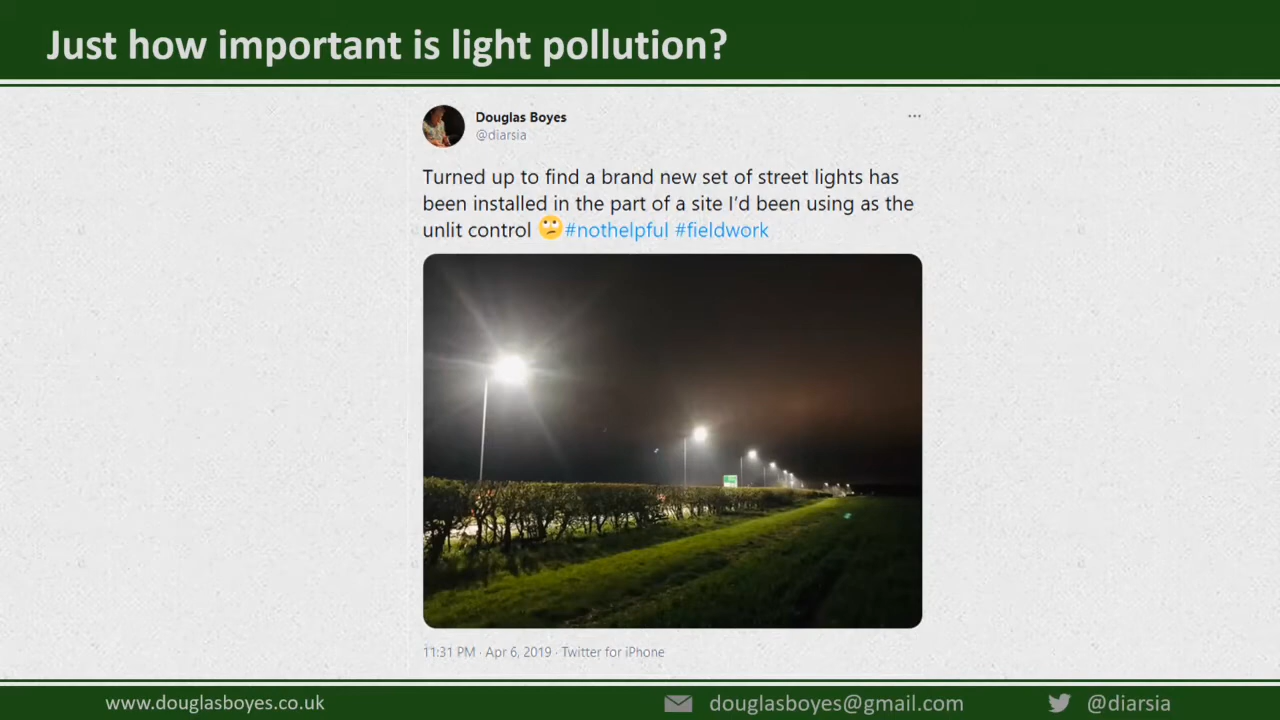 Just how important is light pollution?
Douglas Boyes
@diarsia
Turned up to find a brand new set of street lights has
been installed in the part of a site I'd been using as the
unlit control 🙄#nothelpful #fieldwork
11:31 PM · Apr 6, 2019 · Twitter for iPhone
www.douglasboyes.co.uk
douglasboyes@gmail.com
@diarsia